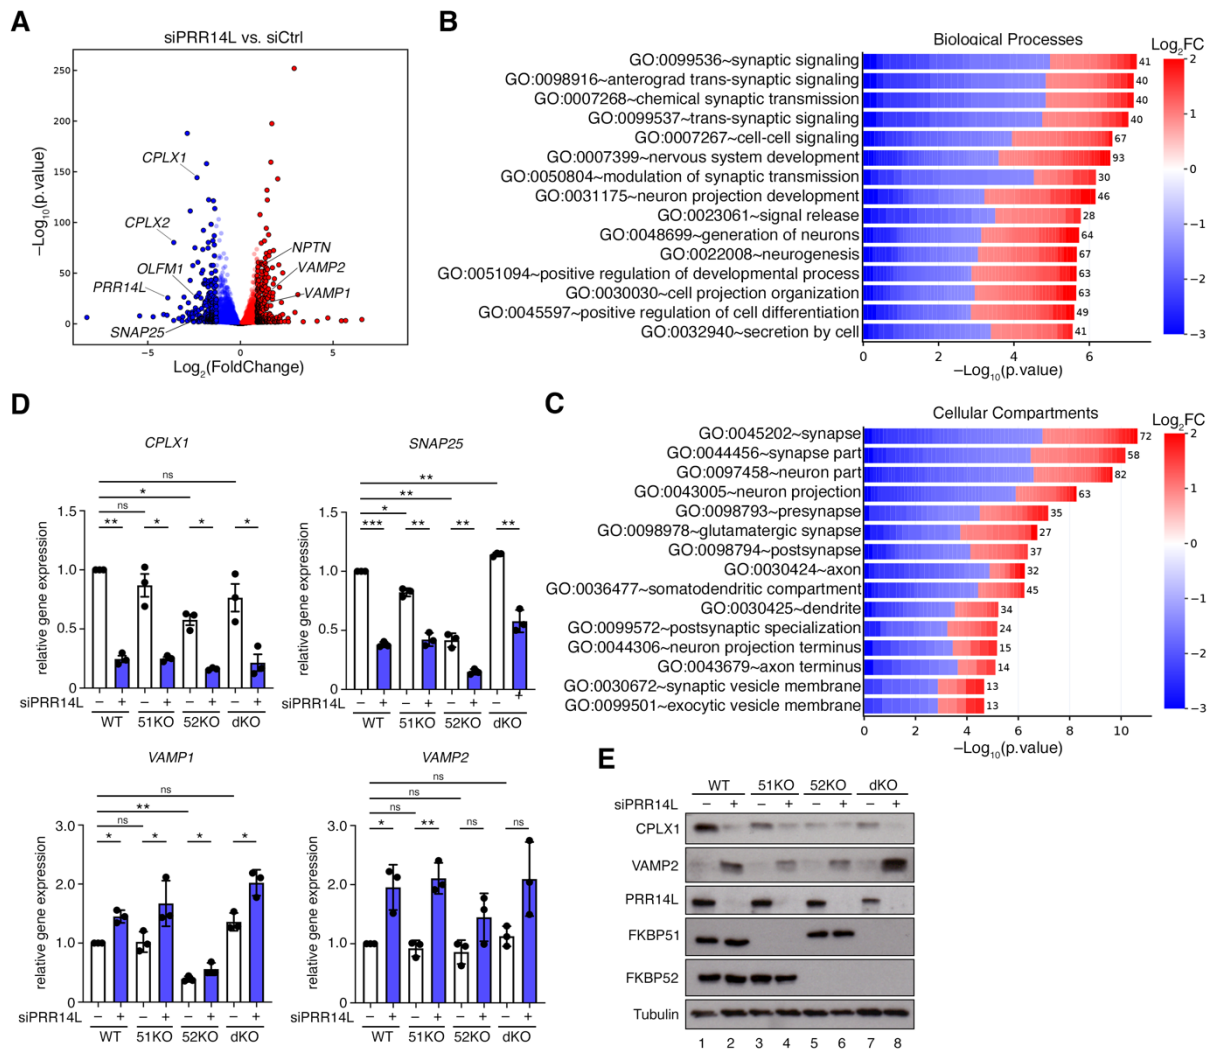 A
siPRR14L vs. siCtrl
250
200
150
100
50
0
−Log10(p.value)
CPLX1
CPLX2
OLFM1
PRR14L
SNAP25
NPTN
VAMP2
VAMP1
−5
0
5
Log2(FoldChange)
B
Biological Processes
Log2FC
GO:0099536~synaptic signaling 41
GO:0098916~anterograd trans-synaptic signaling 40
GO:0007268~chemical synaptic transmission 40
GO:0099537~trans-synaptic signaling 40
GO:0007267~cell-cell signaling 67
GO:0007399~nervous system development 93
GO:0050804~modulation of synaptic transmission 30
GO:0031175~neuron projection development 46
GO:0023061~signal release 28
GO:0048699~generation of neurons 64
GO:0022008~neurogenesis 67
GO:0051094~positive regulation of developmental process 63
GO:0030030~cell projection organization 63
GO:0045597~positive regulation of cell differentiation 49
GO:0032940~secretion by cell 41
0 2 4 6
−Log10(p.value)
2
1
0
−1
−2
−3
C
Cellular Compartments
Log2FC
GO:0045202~synapse 72
GO:0044456~synapse part 58
GO:0097458~neuron part 82
GO:0043005~neuron projection 63
GO:0098793~presynapse 35
GO:0098978~glutamatergic synapse 27
GO:0098794~postsynapse 37
GO:0030424~axon 32
GO:0036477~somatodendritic compartment 45
GO:0030425~dendrite 34
GO:0099572~postsynaptic specialization 24
GO:0044306~neuron projection terminus 15
GO:0043679~axon terminus 14
GO:0030672~synaptic vesicle membrane 13
GO:0099501~exocytic vesicle membrane 13
0 2 4 6 8 10
−Log10(p.value)
2
1
0
−1
−2
−3
D
CPLX1
ns
*
ns
** * * *
1.5
1.0
0.5
0
relative gene expression
siPRR14L − + − + − + − +
WT 51KO 52KO dKO
SNAP25
**
**
*
*** ** ** **
1.5
1.0
0.5
0
relative gene expression
siPRR14L − + − + − + − +
WT 51KO 52KO dKO
VAMP1
ns
**
ns
* * * *
3.0
2.0
1.0
0
relative gene expression
siPRR14L − + − + − + − +
WT 51KO 52KO dKO
VAMP2
ns
ns
ns
* ** ns ns
3.0
2.0
1.0
0
relative gene expression
siPRR14L − + − + − + − +
WT 51KO 52KO dKO
E
WT 51KO 52KO dKO
siPRR14L − + − + − + − +
CPLX1
VAMP2
PRR14L
FKBP51
FKBP52
Tubulin
1 2 3 4 5 6 7 8